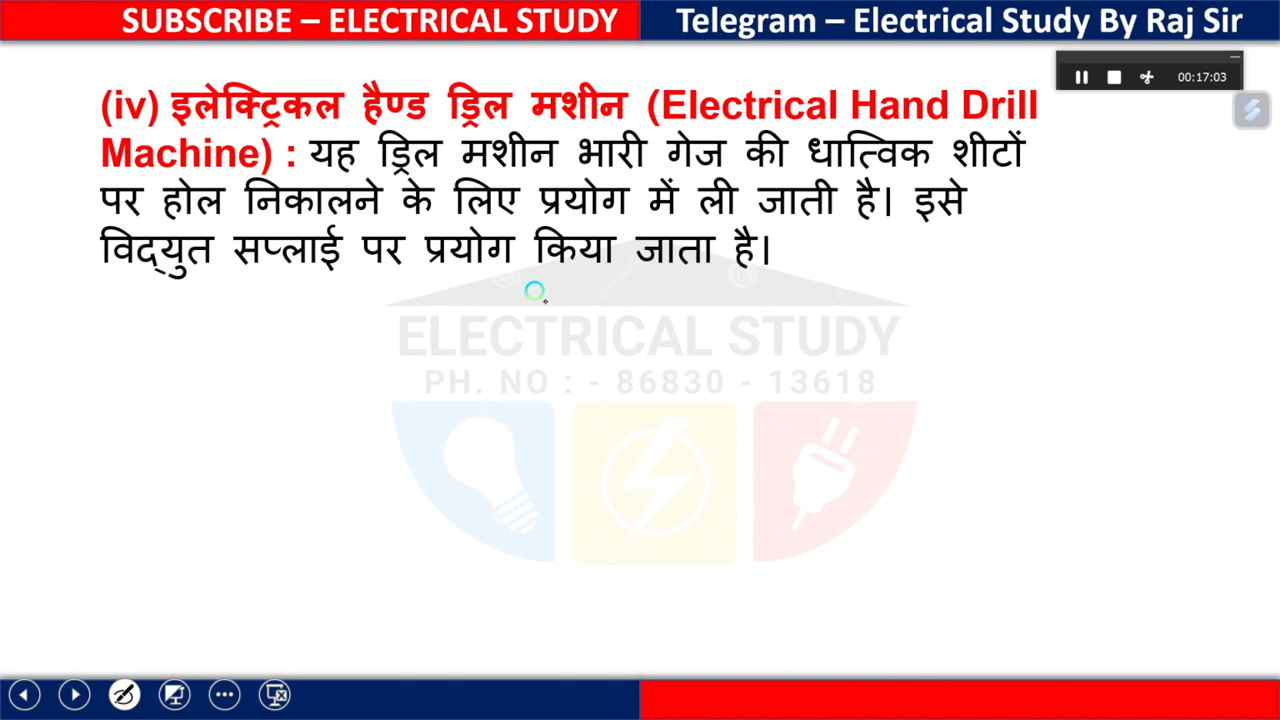 SUBSCRIBE – ELECTRICAL STUDY
Telegram – Electrical Study By Raj Sir
00:17:03
(iv) इलेक्ट्रिकल हैण्ड ड्रिल मशीन (Electrical Hand Drill
Machine) : यह ड्रिल मशीन भारी गेज की धात्विक शीटों
पर होल निकालने के लिए प्रयोग में ली जाती है। इसे
विद्युत सप्लाई पर प्रयोग किया जाता है।
ELECTRICAL STUDY
PH. NO : - 86830 - 13618